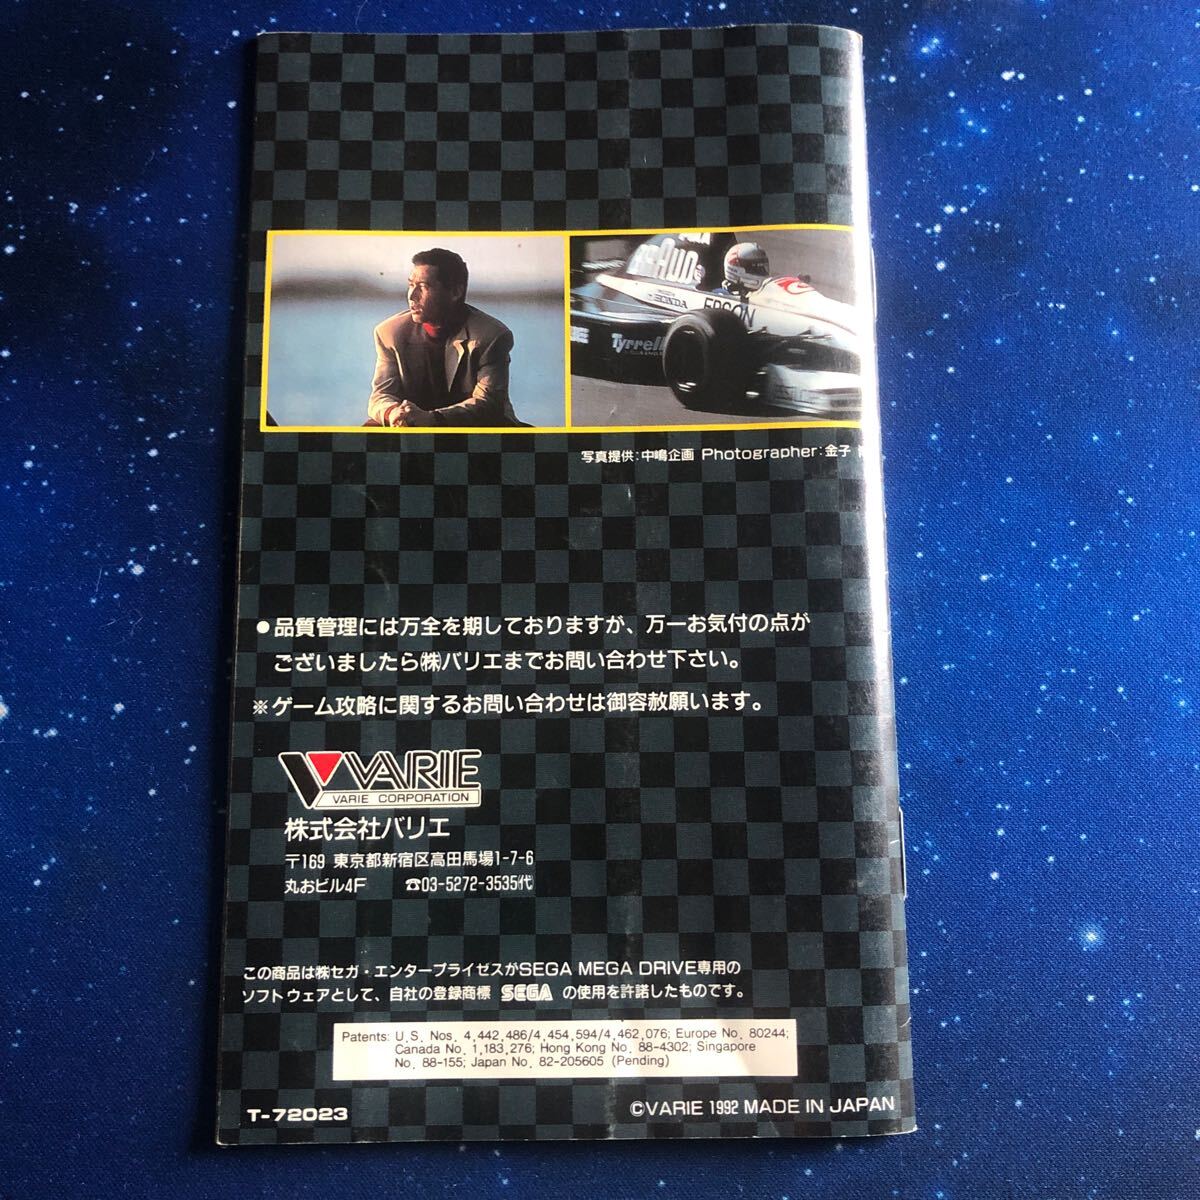 BRAUN
EPSON
Tyrrell
写真提供:中嶋企画 Photographer:金子
●品質管理には万全を期しておりますが、万一お気付の点が
ございましたら㈱バリエまでお問い合わせ下さい。
※ゲーム攻略に関するお問い合わせは御容赦願います。
VARIE
VARIE CORPORATION
株式会社バリエ
〒169 東京都新宿区高田馬場1-7-6
丸おビル4F ☎03-5272-3535㈹
この商品は㈱セガ・エンタープライゼスがSEGA MEGA DRIVE専用の
ソフトウェアとして、自社の登録商標 SEGA の使用を許諾したものです。
Patents: U.S. Nos. 4,442,486/4,454,594/4,462,076; Europe No. 80244;
Canada No. 1,183,276; Hong Kong No. 88-4302; Singapore
No. 88-155; Japan No. 82-205605 (Pending)
T-72023
©VARIE 1992 MADE IN JAPAN